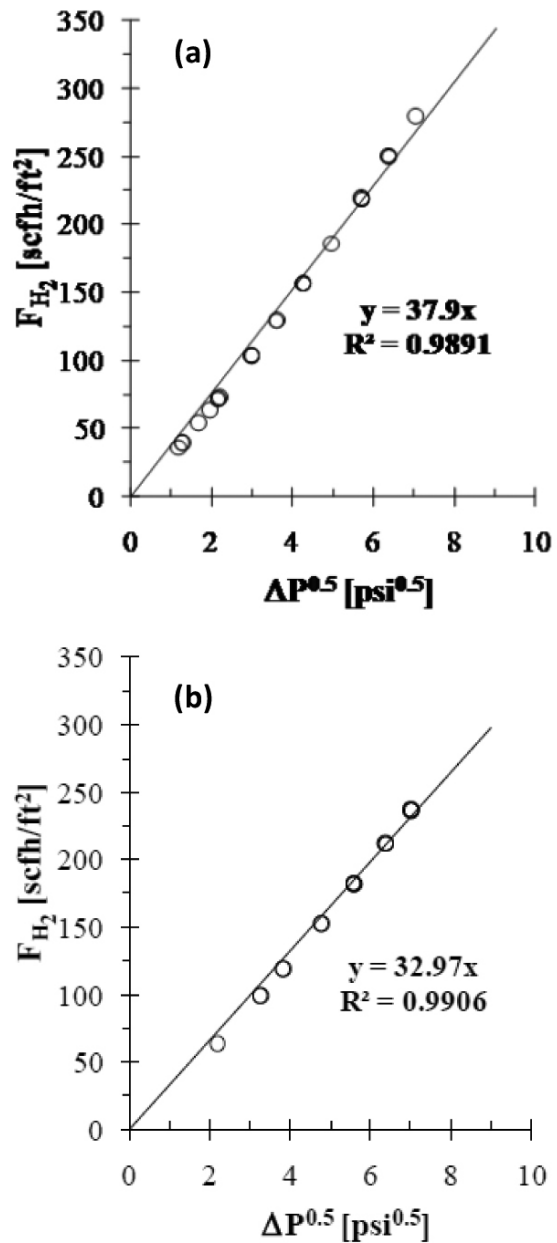 (a)
350
300
250
200
150
100
50
0
F_H₂ [scfh/ft²]
y = 37.9x
R² = 0.9891
0 2 4 6 8 10
ΔP^0.5 [psi^0.5]
(b)
350
300
250
200
150
100
50
0
F_H₂ [scfh/ft²]
y = 32.97x
R² = 0.9906
0 2 4 6 8 10
ΔP^0.5 [psi^0.5]